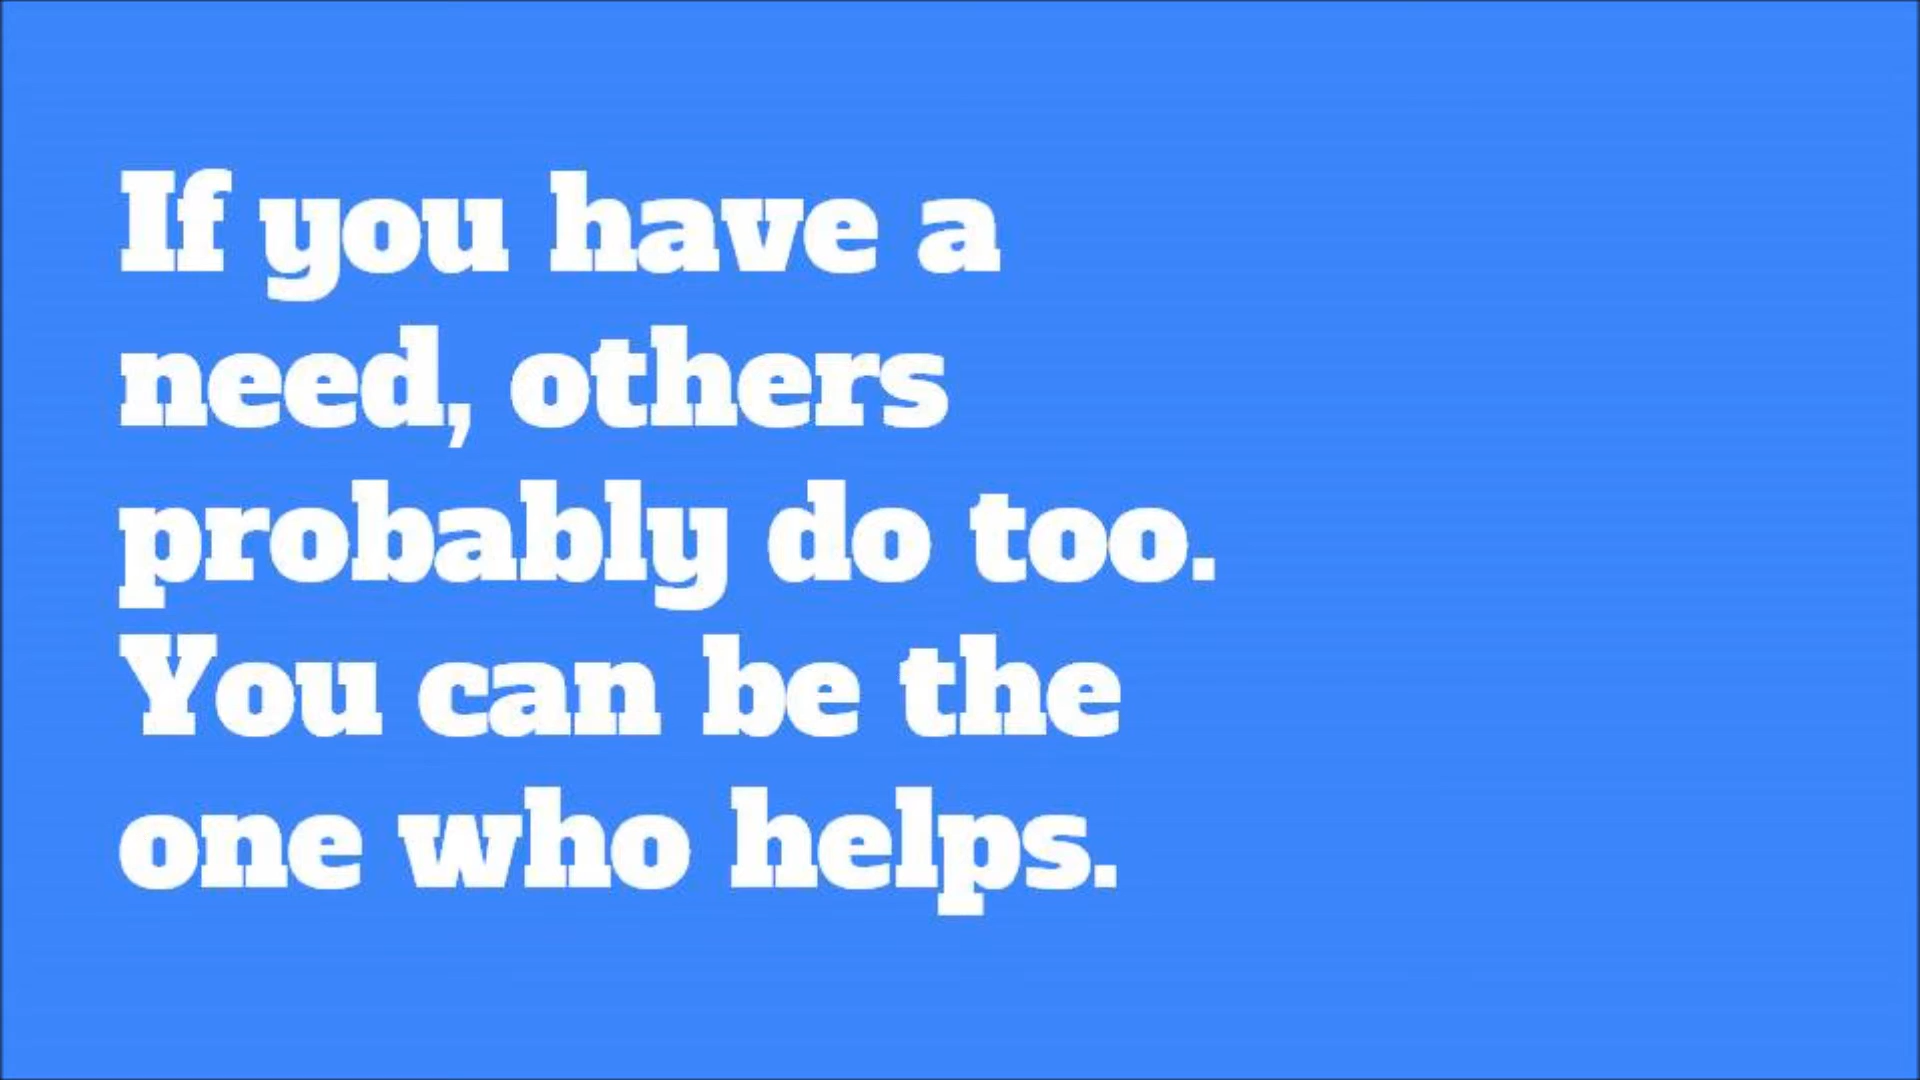 If you have a
need, others
probably do too.
You can be the
one who helps.